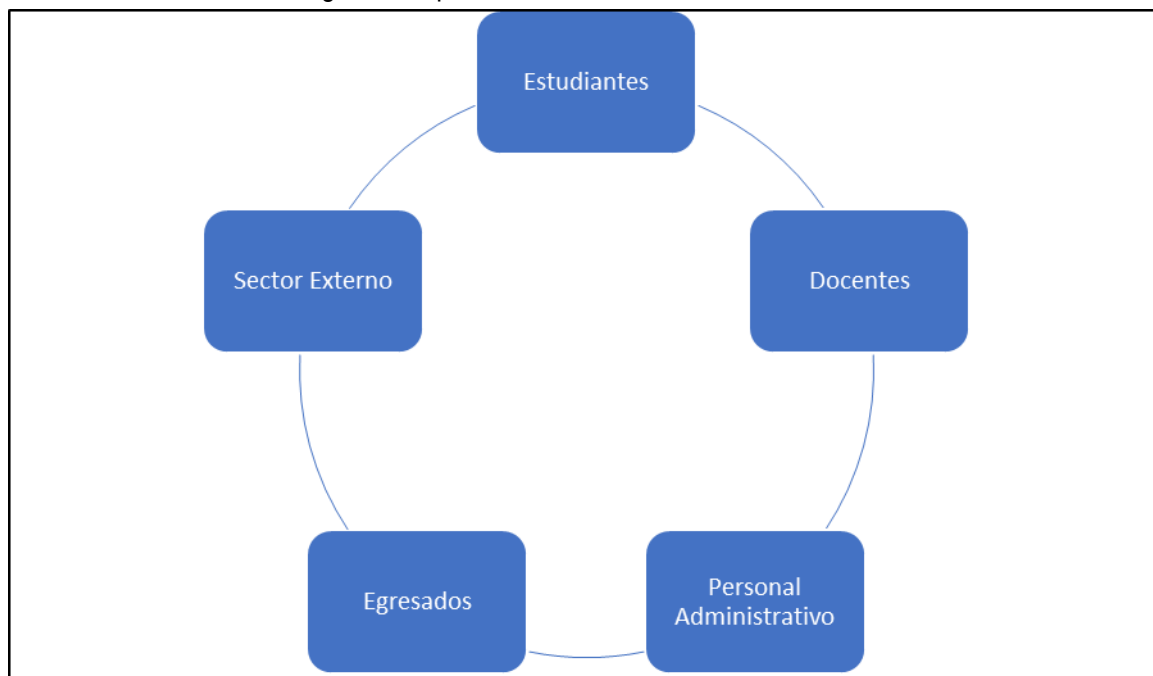 Estudiantes
Docentes
Personal
Administrativo
Egresados
Sector Externo